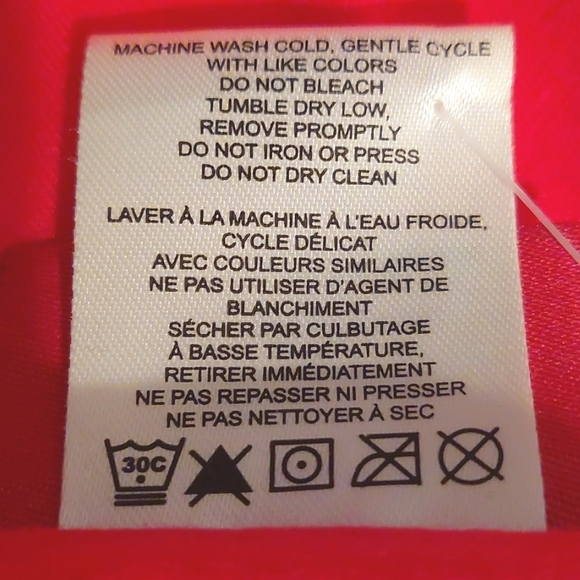 MACHINE WASH COLD, GENTLE CYCLE
WITH LIKE COLORS
DO NOT BLEACH
TUMBLE DRY LOW,
REMOVE PROMPTLY
DO NOT IRON OR PRESS
DO NOT DRY CLEAN
LAVER À LA MACHINE À L'EAU FROIDE,
CYCLE DÉLICAT
AVEC COULEURS SIMILAIRES
NE PAS UTILISER D'AGENT DE
BLANCHIMENT
SÉCHER PAR CULBUTAGE
À BASSE TEMPÉRATURE,
RETIRER IMMÉDIATEMENT
NE PAS REPASSER NI PRESSER
NE PAS NETTOYER À SEC
30C